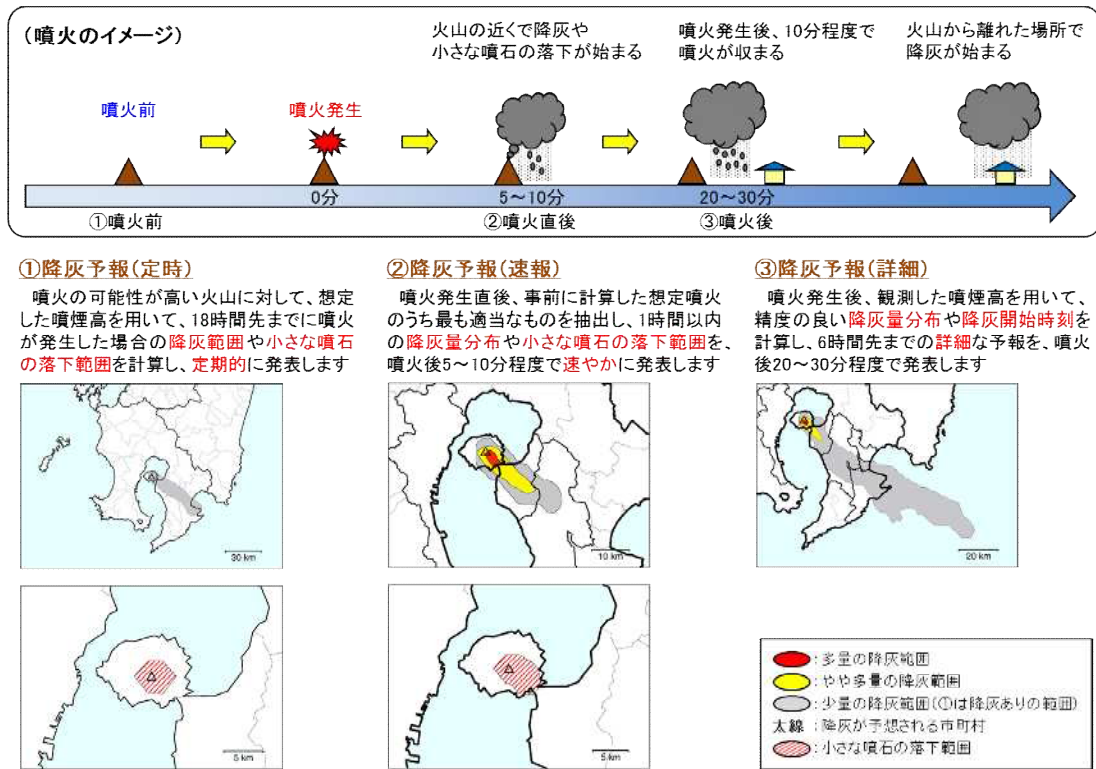 (噴火のイメージ)
火山の近くで降灰や
小さな噴石の落下が始まる
噴火発生後、10分程度で
噴火が収まる
火山から離れた場所で
降灰が始まる
噴火前
噴火発生
0分
5～10分
20～30分
①噴火前
②噴火直後
③噴火後
①降灰予報(定時)
噴火の可能性が高い火山に対して、想定
した噴煙高を用いて、18時間先までに噴火
が発生した場合の降灰範囲や小さな噴石
の落下範囲を計算し、定期的に発表します
30 km
5 km
②降灰予報(速報)
噴火発生直後、事前に計算した想定噴火
のうち最も適当なものを抽出し、1時間以内
の降灰量分布や小さな噴石の落下範囲を、
噴火後5～10分程度で速やかに発表します
10 km
5 km
③降灰予報(詳細)
噴火発生後、観測した噴煙高を用いて、
精度の良い降灰量分布や降灰開始時刻を
計算し、6時間先までの詳細な予報を、噴火
後20～30分程度で発表します
20 km
：多量の降灰範囲
：やや多量の降灰範囲
：少量の降灰範囲(①は降灰ありの範囲)
太線：降灰が予想される市町村
：小さな噴石の落下範囲